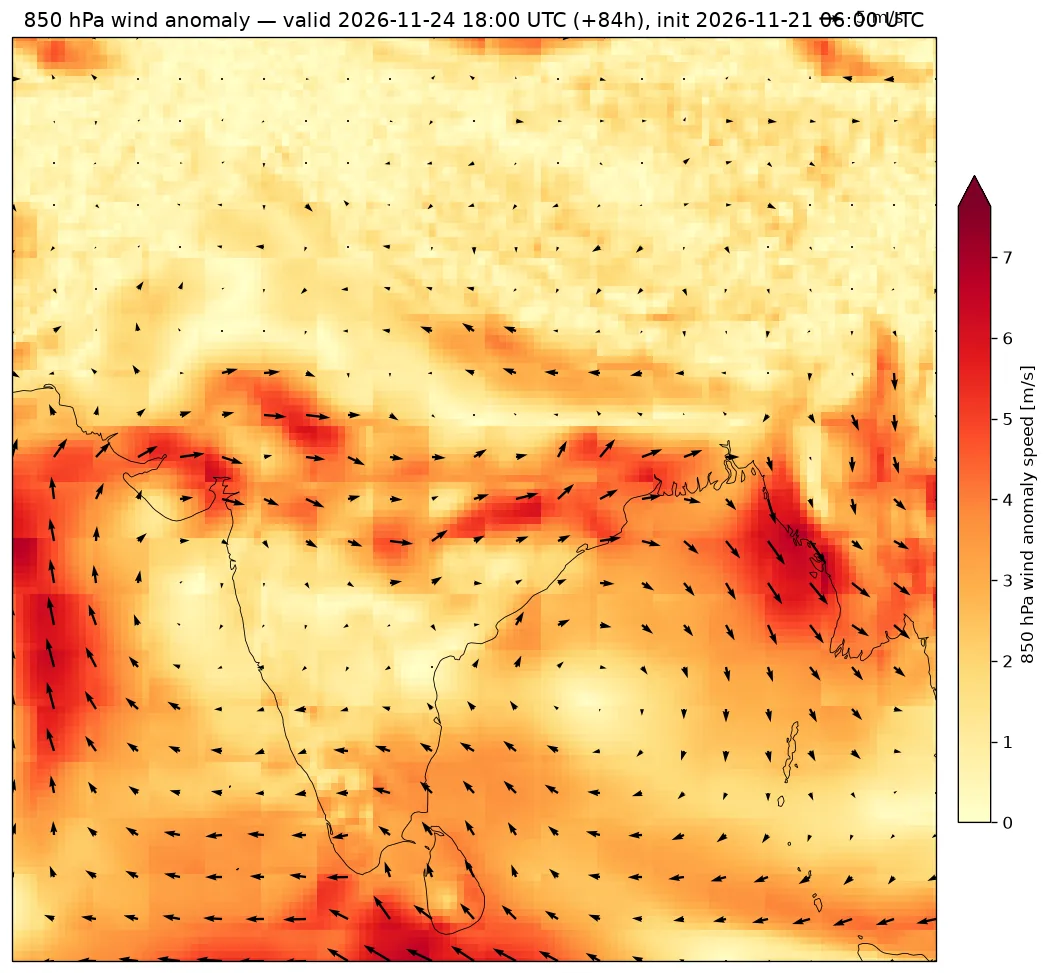 850 hPa wind anomaly — valid 2026-11-24 18:00 UTC (+84h), init 2026-11-21 06:00 UTC
5 m/s
7
6
5
4
3
2
1
0
850 hPa wind anomaly speed [m/s]